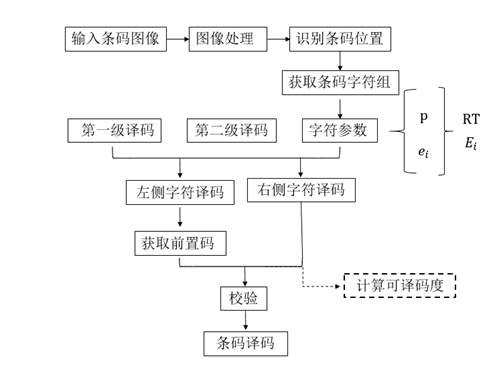 输入条码图像 图像处理 识别条码位置
获取条码字符组
第一级译码 第二级译码 字符参数 p RT
e_i E_i
左侧字符译码 右侧字符译码
获取前置码
计算可译码度
校验
条码译码